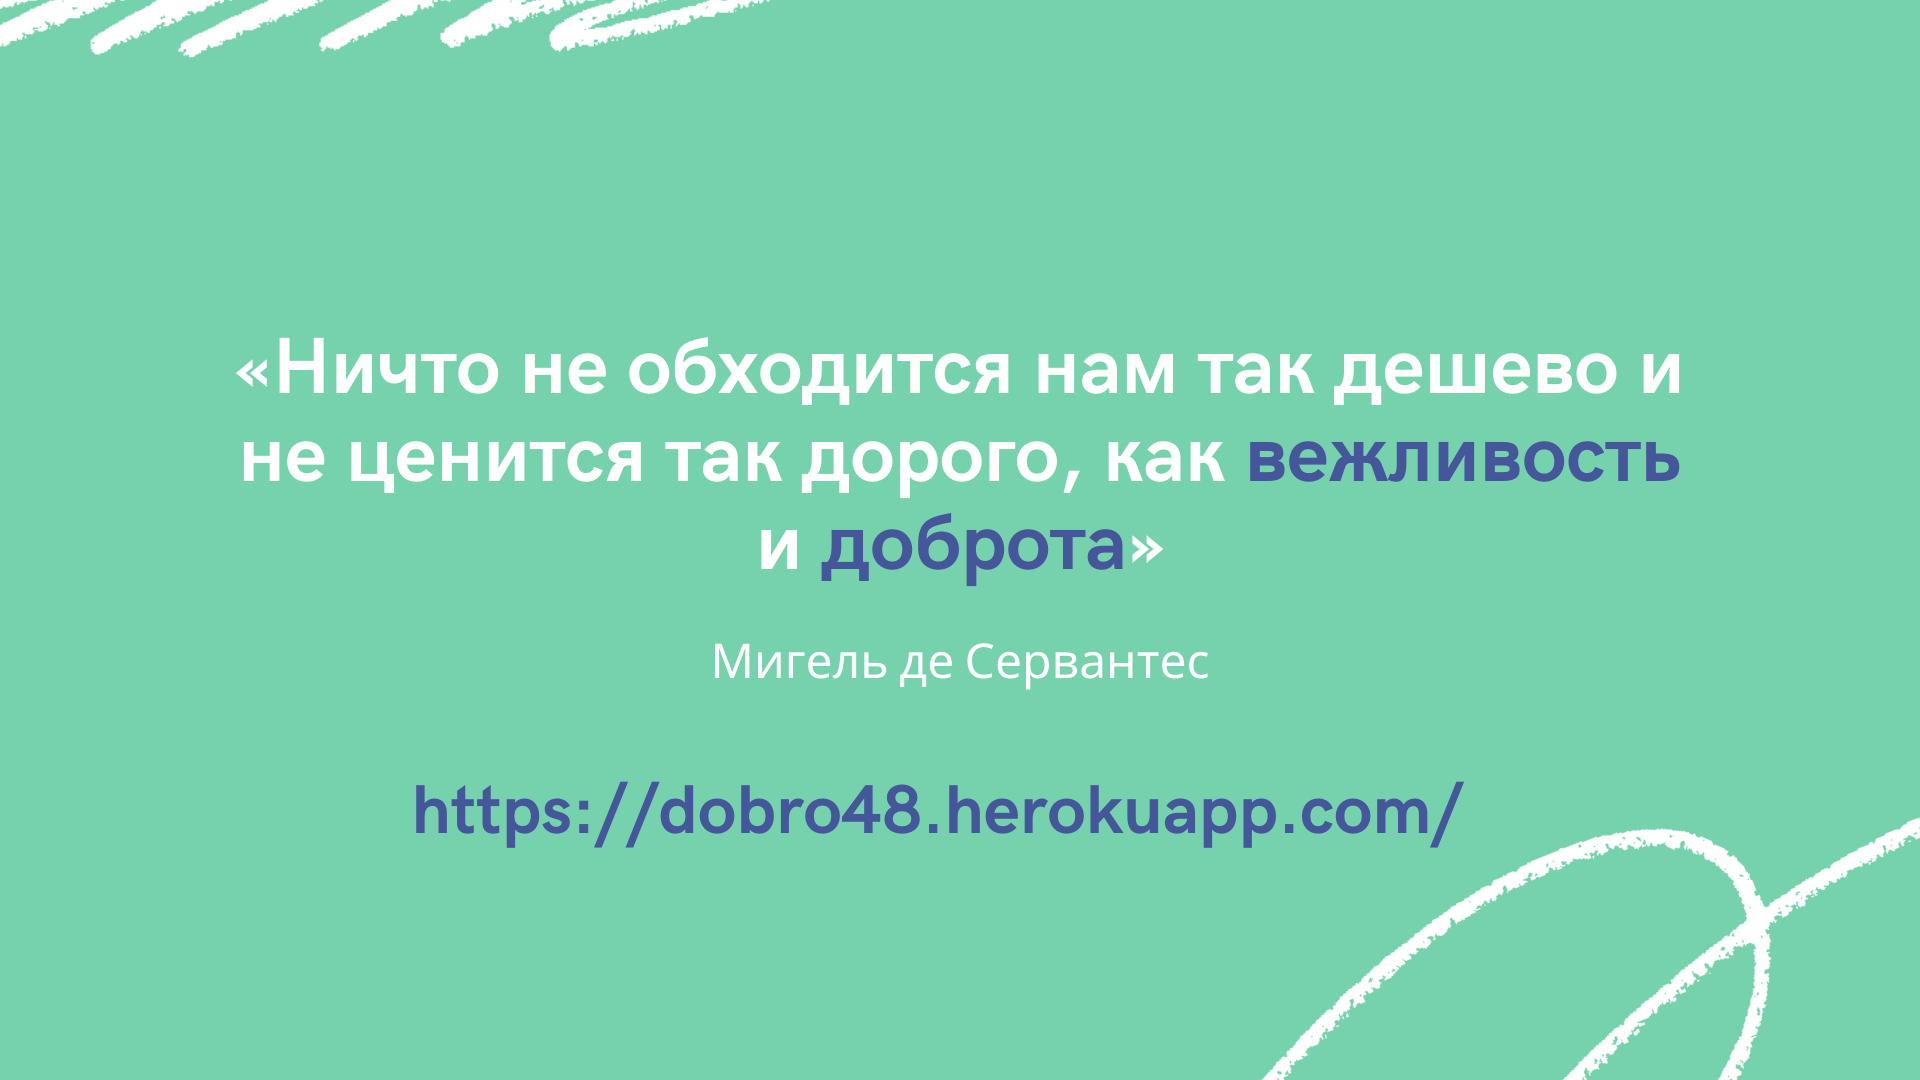 «Ничто не обходится нам так дешево и
не ценится так дорого, как вежливость
и доброта»
Мигель де Сервантес
https://dobro48.herokuapp.com/